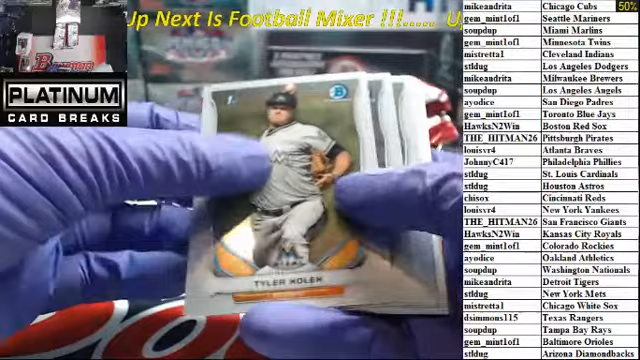 Up Next Is Football Mixer !!!..... U
PLATINUM
CARD BREAKS
B
TYLER KOLEK
mikeandrita Chicago Cubs 50%
gem_mint1of1 Seattle Mariners
soupdup Miami Marlins
gem_mint1of1 Minnesota Twins
mistretta1 Cleveland Indians
stldug Los Angeles Dodgers
mikeandrita Milwaukee Brewers
soupdup Los Angeles Angels
ayodice San Diego Padres
gem_mint1of1 Toronto Blue Jays
HawksN2Win Boston Red Sox
THE_HITMAN26 Pittsburgh Pirates
louisvr4 Atlanta Braves
JohnnyC417 Philadelphia Phillies
stldug St. Louis Cardinals
stldug Houston Astros
chisox Cincinnati Reds
louisvr4 New York Yankees
THE_HITMAN26 San Francisco Giants
HawksN2Win Kansas City Royals
gem_mint1of1 Colorado Rockies
ayodice Oakland Athletics
soupdup Washington Nationals
mikeandrita Detroit Tigers
stldug New York Mets
mistretta1 Chicago White Sox
dsimmons115 Texas Rangers
soupdup Tampa Bay Rays
gem_mint1of1 Baltimore Orioles
stldug Arizona Diamondbacks